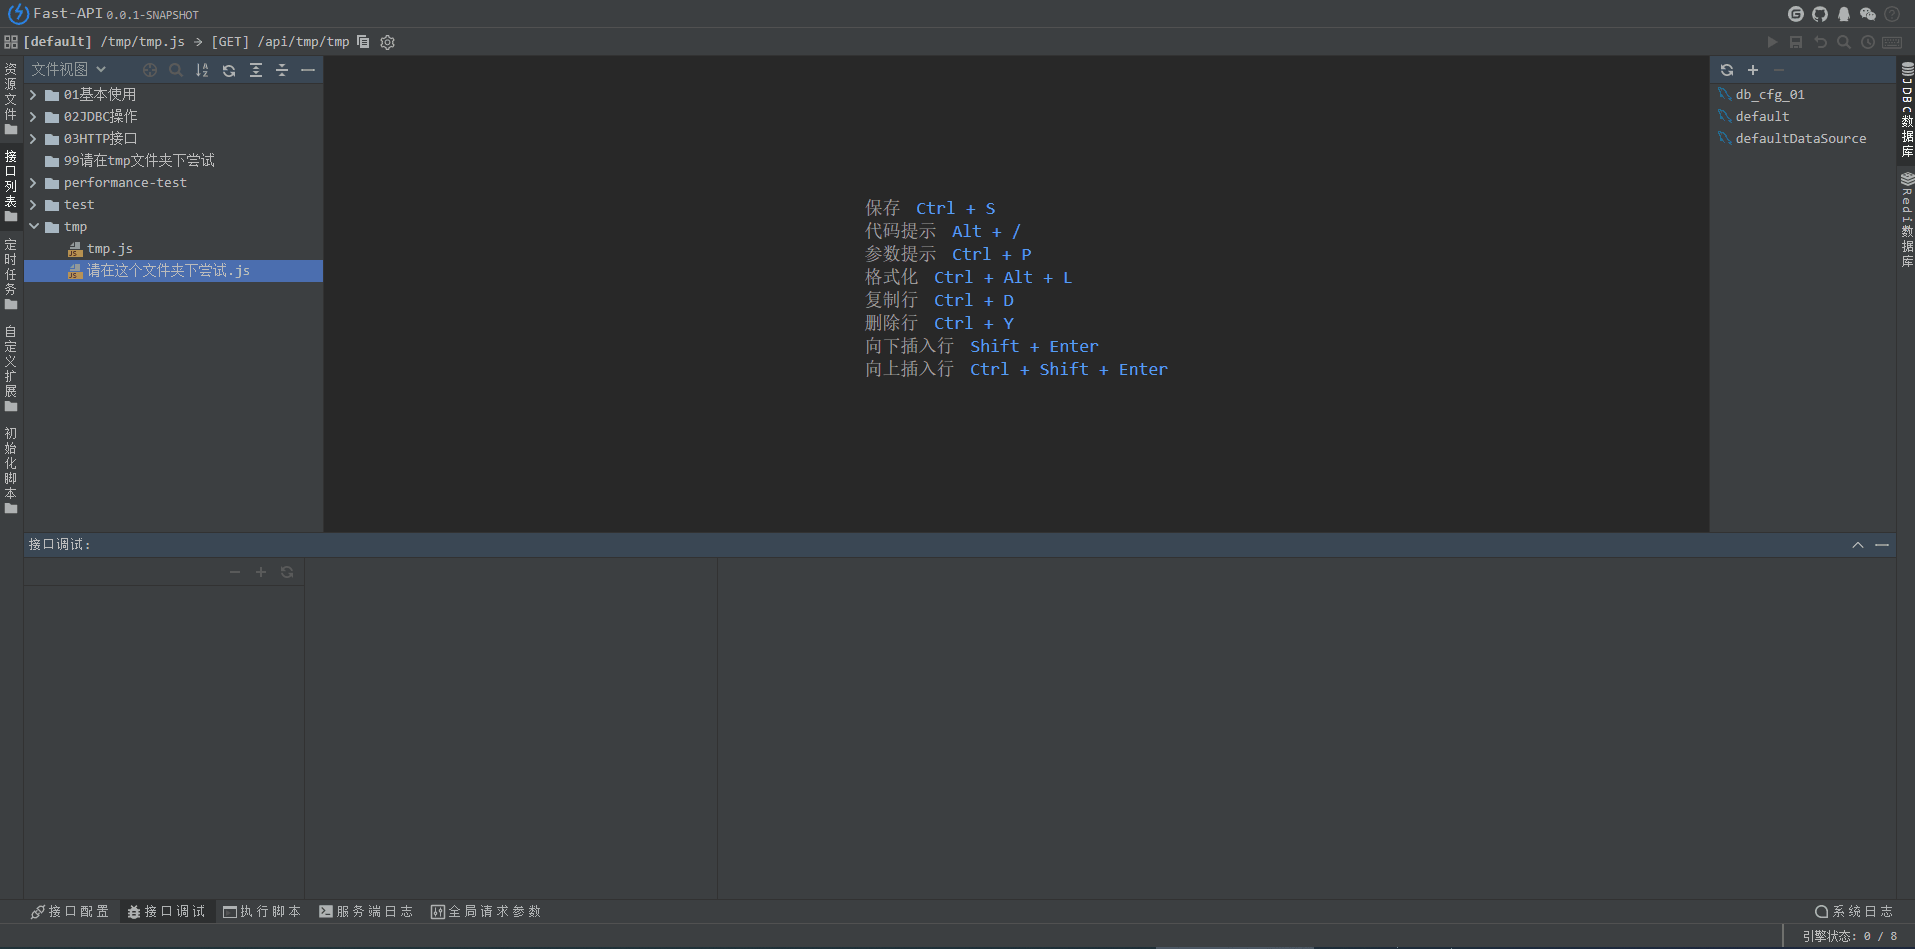 Fast-API 0.0.1-SNAPSHOT
[default] /tmp/tmp.js → [GET] /api/tmp/tmp
资源文件
接口列表
定时任务
自定义扩展
初始化脚本
文件视图
01基本使用
02JDBC操作
03HTTP接口
99请在tmp文件夹下尝试
performance-test
test
tmp
tmp.js
请在这个文件夹下尝试.js
保存 Ctrl + S
代码提示 Alt + /
参数提示 Ctrl + P
格式化 Ctrl + Alt + L
复制行 Ctrl + D
删除行 Ctrl + Y
向下插入行 Shift + Enter
向上插入行 Ctrl + Shift + Enter
db_cfg_01
default
defaultDataSource
JDBC数据库
Redi数据库
接口调试:
接口配置 接口调试 执行脚本 服务端日志 全局请求参数 系统日志
引擎状态: 0 / 8